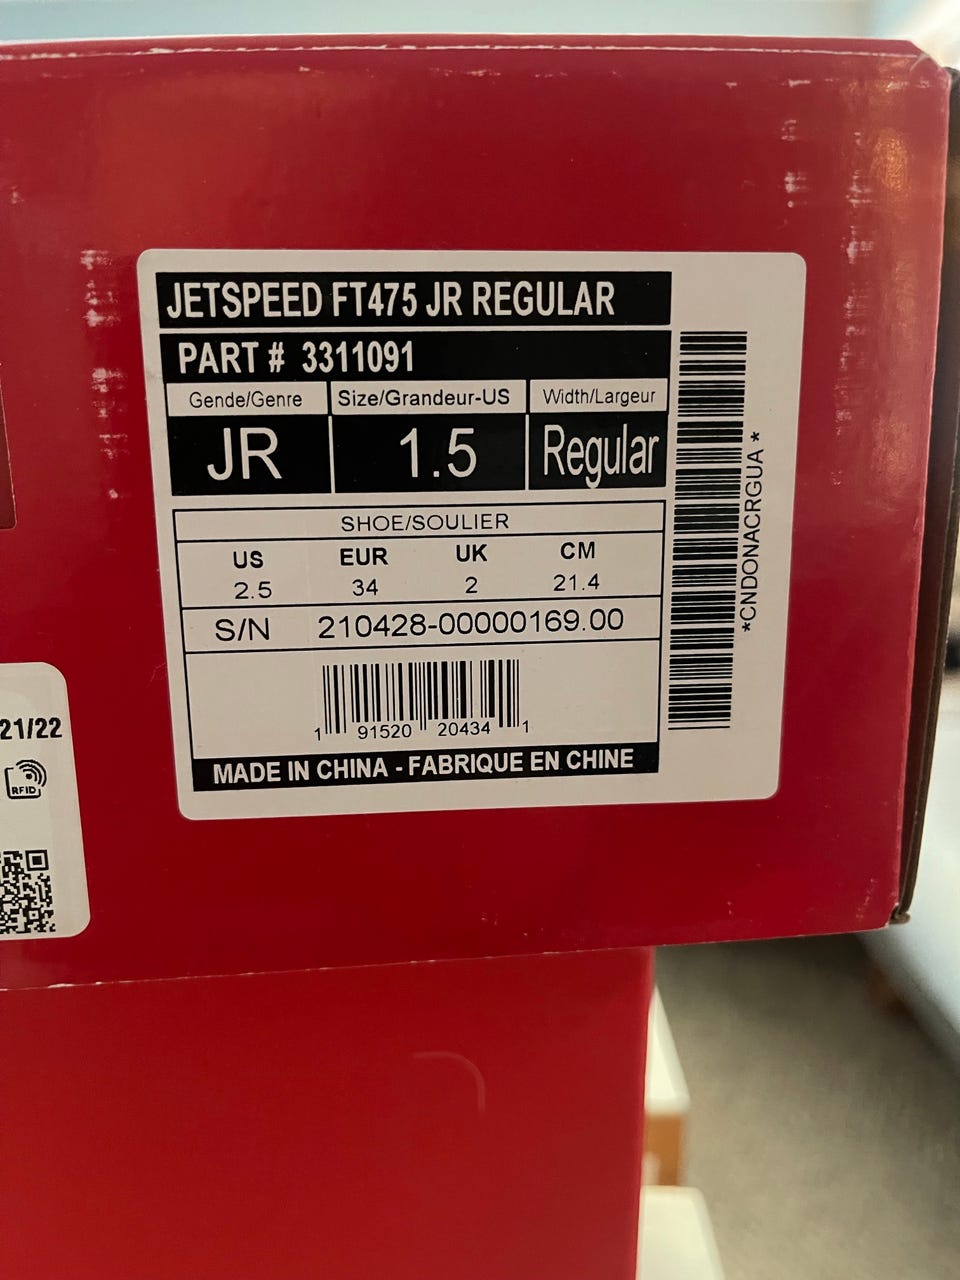 JETSPEED FT475 JR REGULAR
PART # 3311091
Gende/Genre Size/Grandeur-US Width/Largeur
JR 1.5 Regular
SHOE/SOULIER
US EUR UK CM
2.5 34 2 21.4
S/N 210428-00000169.00
1 91520 20434 1
MADE IN CHINA - FABRIQUE EN CHINE
*CNDONACRGUA*
21/22
RFID